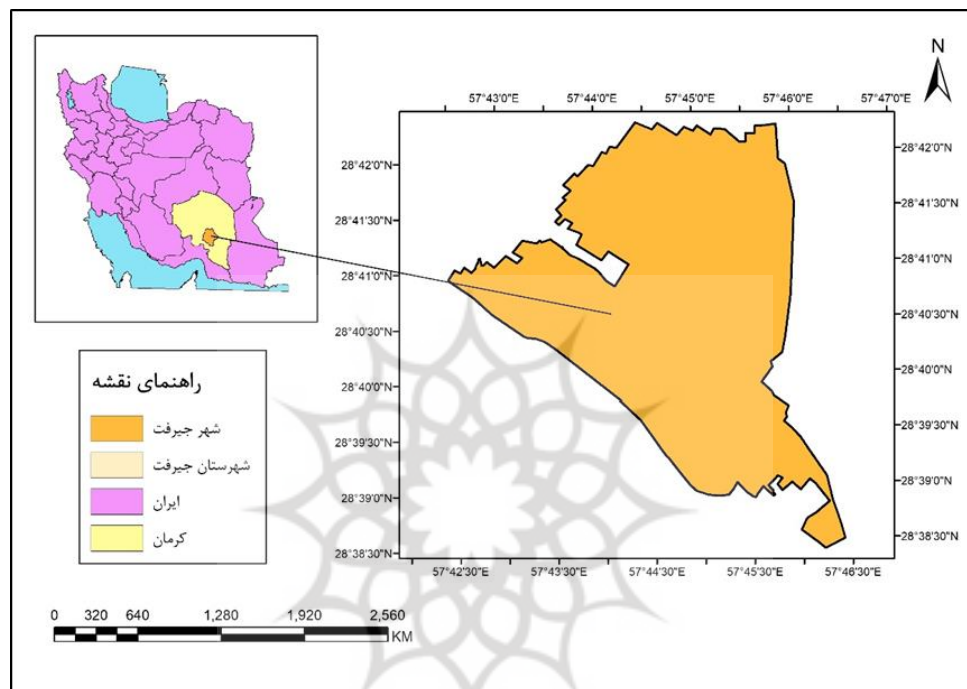 N
57°43'0"E 57°44'0"E 57°45'0"E 57°46'0"E 57°47'0"E
28°42'0"N 28°42'0"N
28°41'30"N 28°41'30"N
28°41'0"N 28°41'0"N
28°40'30"N 28°40'30"N
28°40'0"N 28°40'0"N
28°39'30"N 28°39'30"N
28°39'0"N 28°39'0"N
28°38'30"N 28°38'30"N
57°42'30"E 57°43'30"E 57°44'30"E 57°45'30"E 57°46'30"E
راهنمای نقشه
شهر جیرفت
شهرستان جیرفت
ایران
کرمان
0 320 640 1,280 1,920 2,560
KM